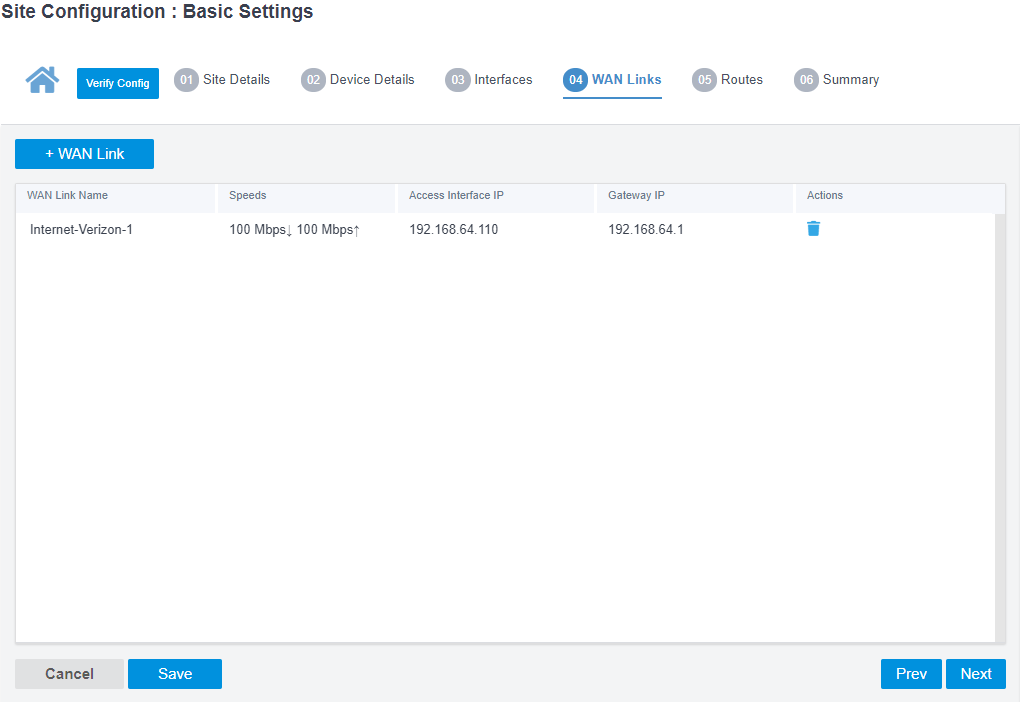 Site Configuration : Basic Settings
Verify Config
01 Site Details
02 Device Details
03 Interfaces
04 WAN Links
05 Routes
06 Summary
+ WAN Link
WAN Link Name Speeds Access Interface IP Gateway IP Actions
Internet-Verizon-1 100 Mbps↓ 100 Mbps↑ 192.168.64.110 192.168.64.1
Cancel Save Prev Next